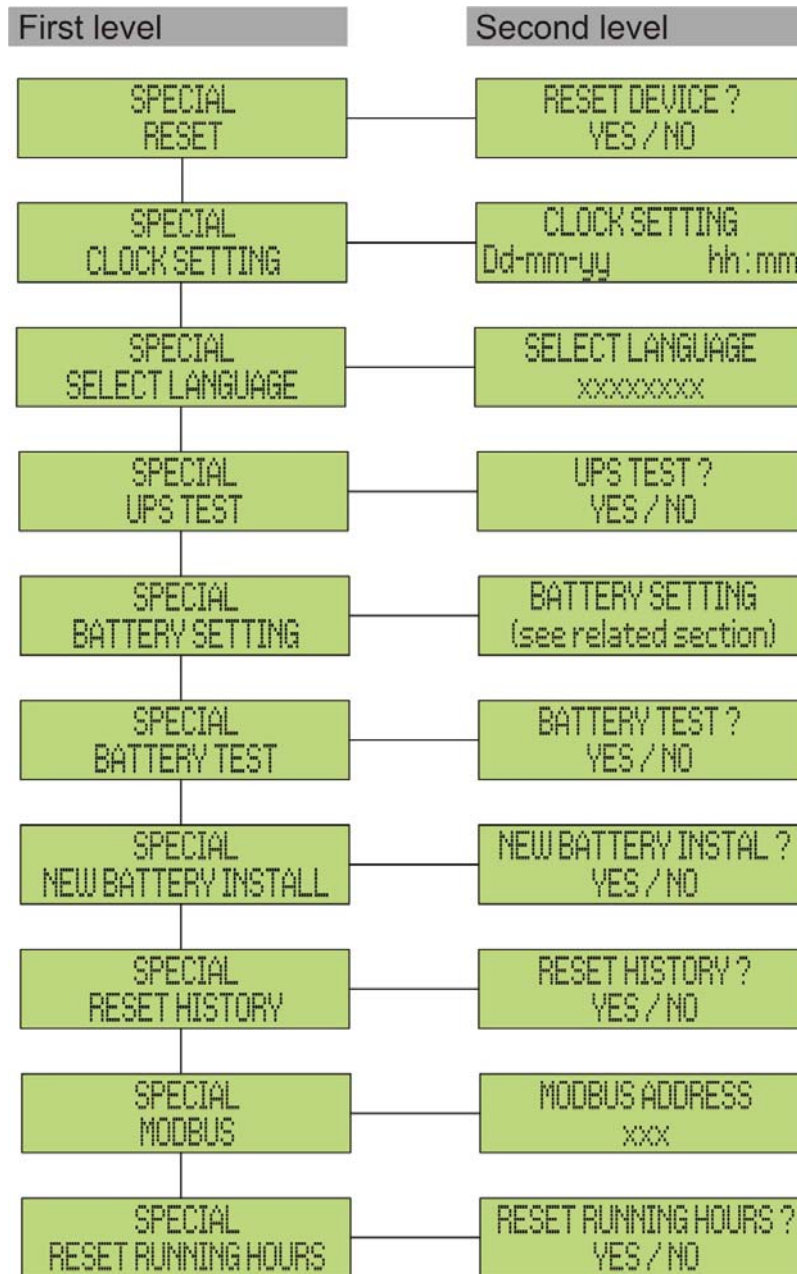 First level
Second level
SPECIAL
RESET
RESET DEVICE ?
YES / NO
SPECIAL
CLOCK SETTING
CLOCK SETTING
Dd-mm-yy hh:mm
SPECIAL
SELECT LANGUAGE
SELECT LANGUAGE
xxxxxxxx
SPECIAL
UPS TEST
UPS TEST ?
YES / NO
SPECIAL
BATTERY SETTING
BATTERY SETTING
(see related section)
SPECIAL
BATTERY TEST
BATTERY TEST ?
YES / NO
SPECIAL
NEW BATTERY INSTALL
NEW BATTERY INSTAL ?
YES / NO
SPECIAL
RESET HISTORY
RESET HISTORY ?
YES / NO
SPECIAL
MODBUS
MODBUS ADDRESS
xxx
SPECIAL
RESET RUNNING HOURS
RESET RUNNING HOURS ?
YES / NO